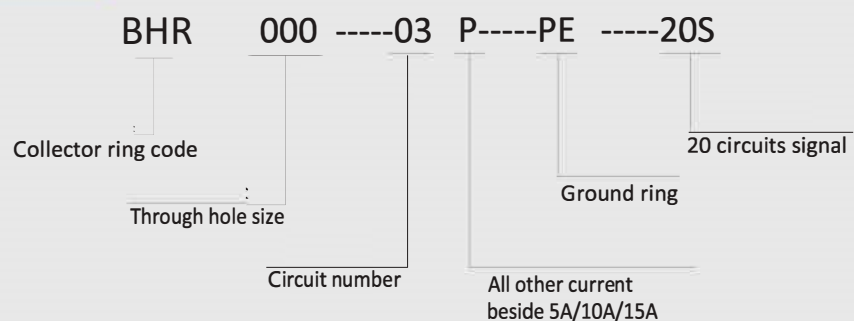 BHR 000 -----03 P-----PE -----20S
Collector ring code
20 circuits signal
Ground ring
Through hole size
Circuit number
All other current
beside 5A/10A/15A